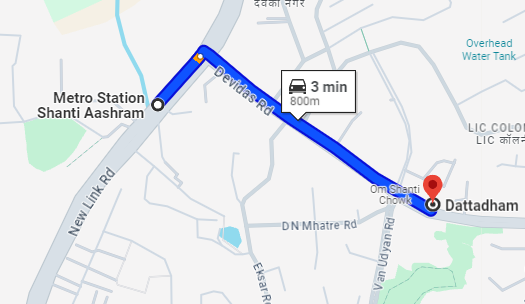 देवकी नगर
Overhead
Water Tank
Metro Station
Shanti Aashram
Devidas Rd
3 min
800m
LIC COLON
LIC कॉलन
New Link Rd
Om Shanti
Chowk
Dattadham
DN Mhatre Rd
Van Udyan Rd
Eksar R